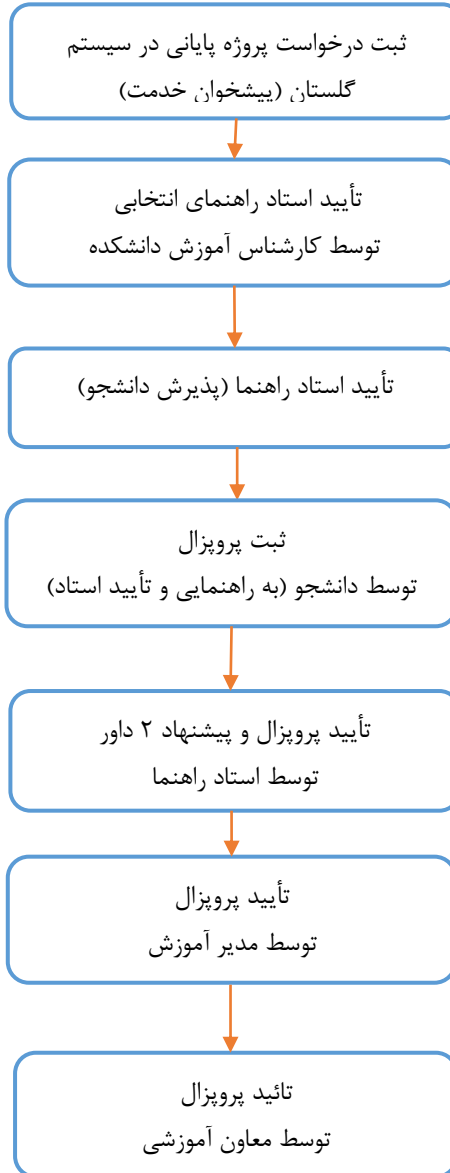 ثبت درخواست پروژه پایانی در سیستم
گلستان (پیشخوان خدمت)
تأیید استاد راهنمای انتخابی
توسط کارشناس آموزش دانشکده
تأیید استاد راهنما (پذیرش دانشجو)
ثبت پروپزال
توسط دانشجو (به راهنمایی و تأیید استاد)
تأیید پروپزال و پیشنهاد ۲ داور
توسط استاد راهنما
تأیید پروپزال
توسط مدیر آموزش
تائید پروپزال
توسط معاون آموزشی